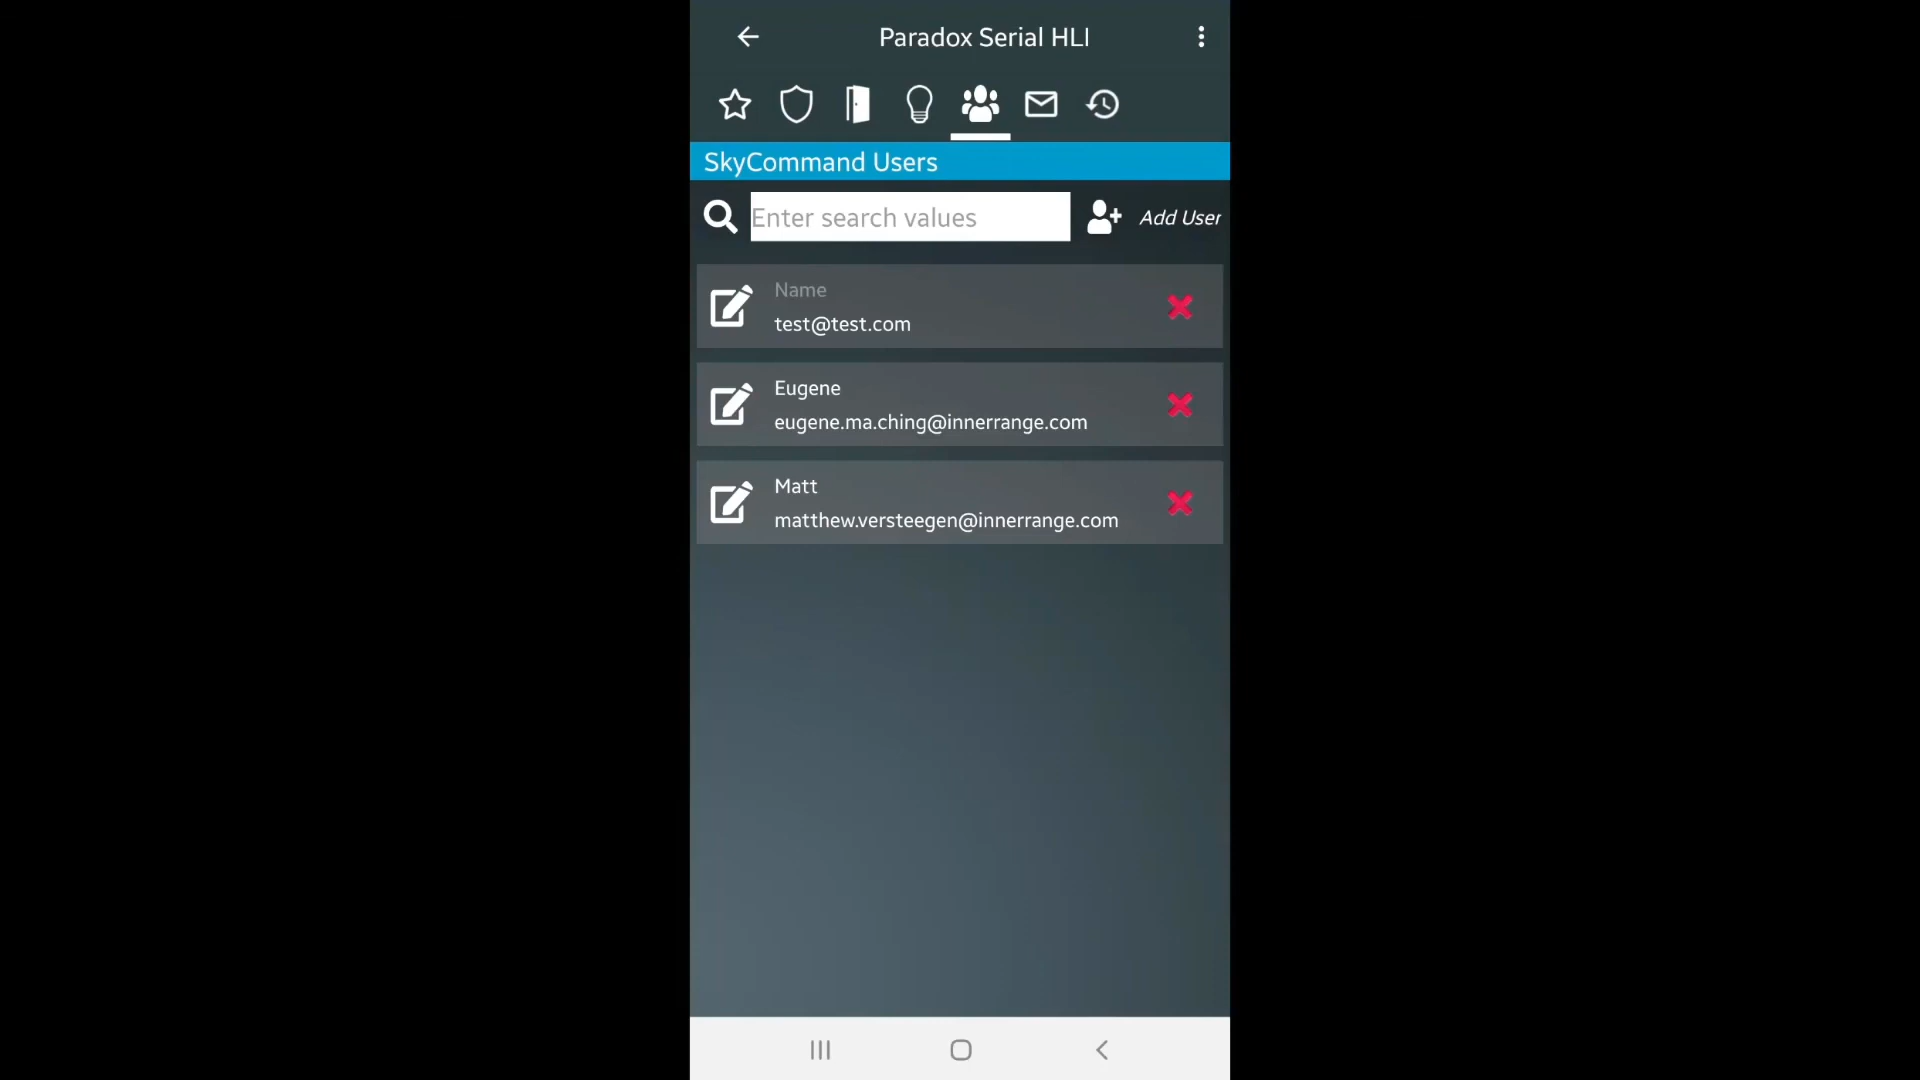 Paradox Serial HLI
SkyCommand Users
Enter search values
Add User
Name
test@test.com
Eugene
eugene.ma.ching@innerrange.com
Matt
matthew.versteegen@innerrange.com